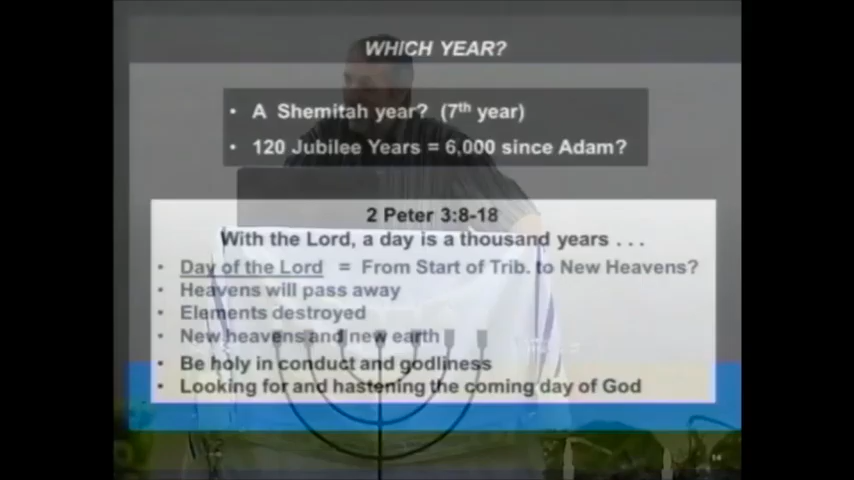 WHICH YEAR?
• A Shemitah year? (7th year)
• 120 Jubilee Years = 6,000 since Adam?
2 Peter 3:8-18
With the Lord, a day is a thousand years . . .
• Day of the Lord = From Start of Trib. to New Heavens?
• Heavens will pass away
• Elements destroyed
• New heavens and new earth
• Be holy in conduct and godliness
• Looking for and hastening the coming day of God